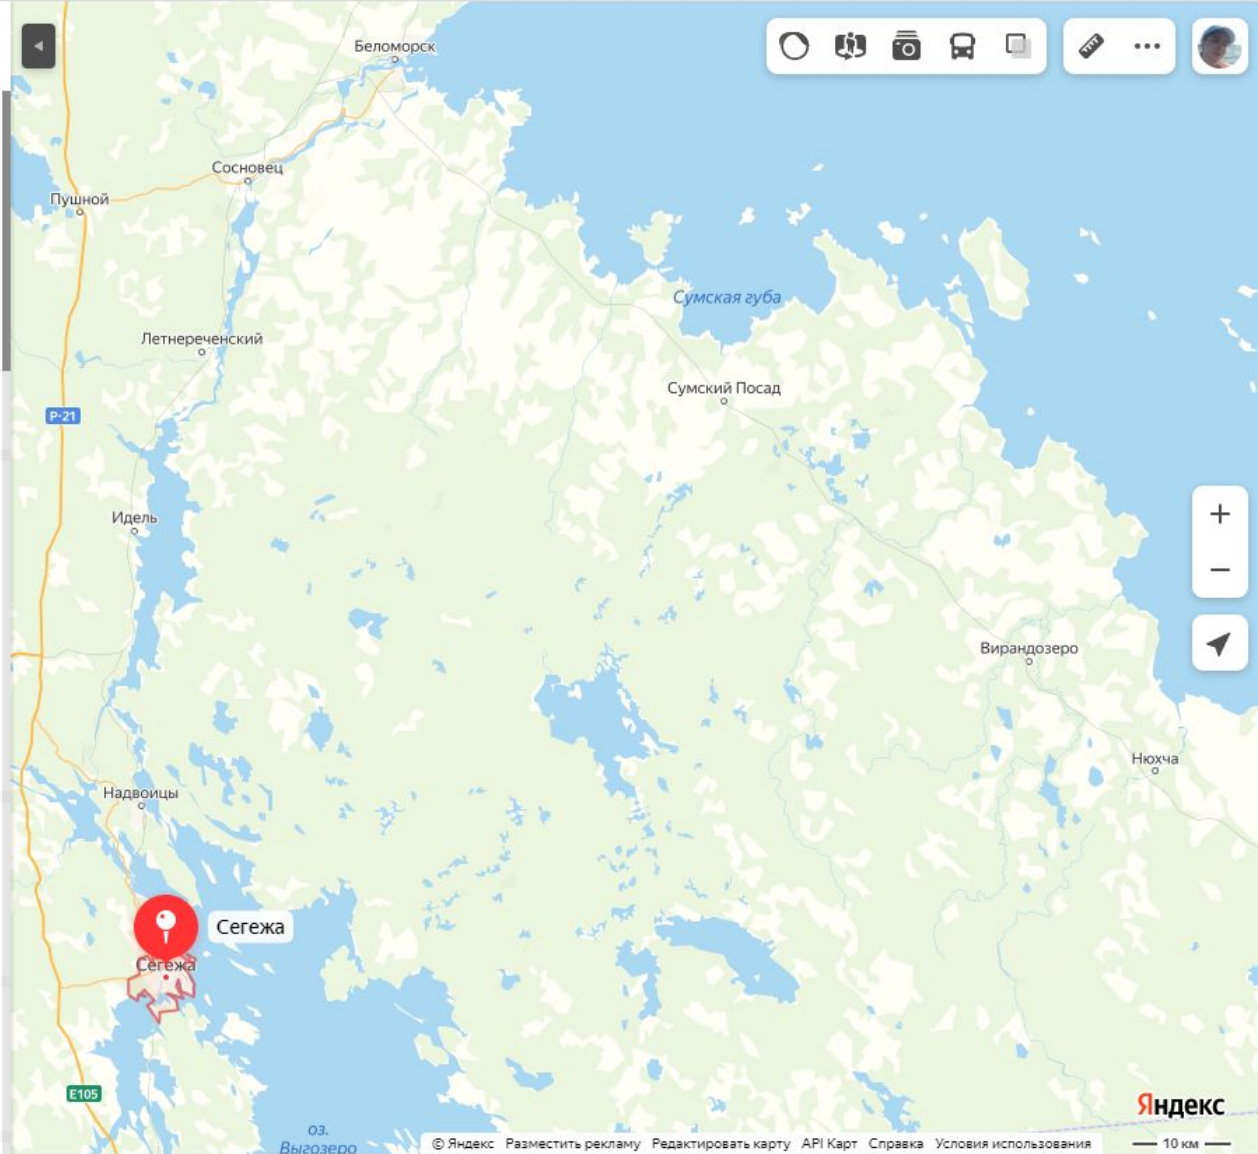 Беломорск
Сосновец
Пушной
Сумская губа
Летнереченский
Сумский Посад
Р-21
Идель
Вирандозеро
Нюхча
Надвоицы
Сегежа
Сегежа
E105
Яндекс
оз.
Выгозеро
© Яндекс Разместить рекламу Редактировать карту API Карт Справка Условия использования 10 км